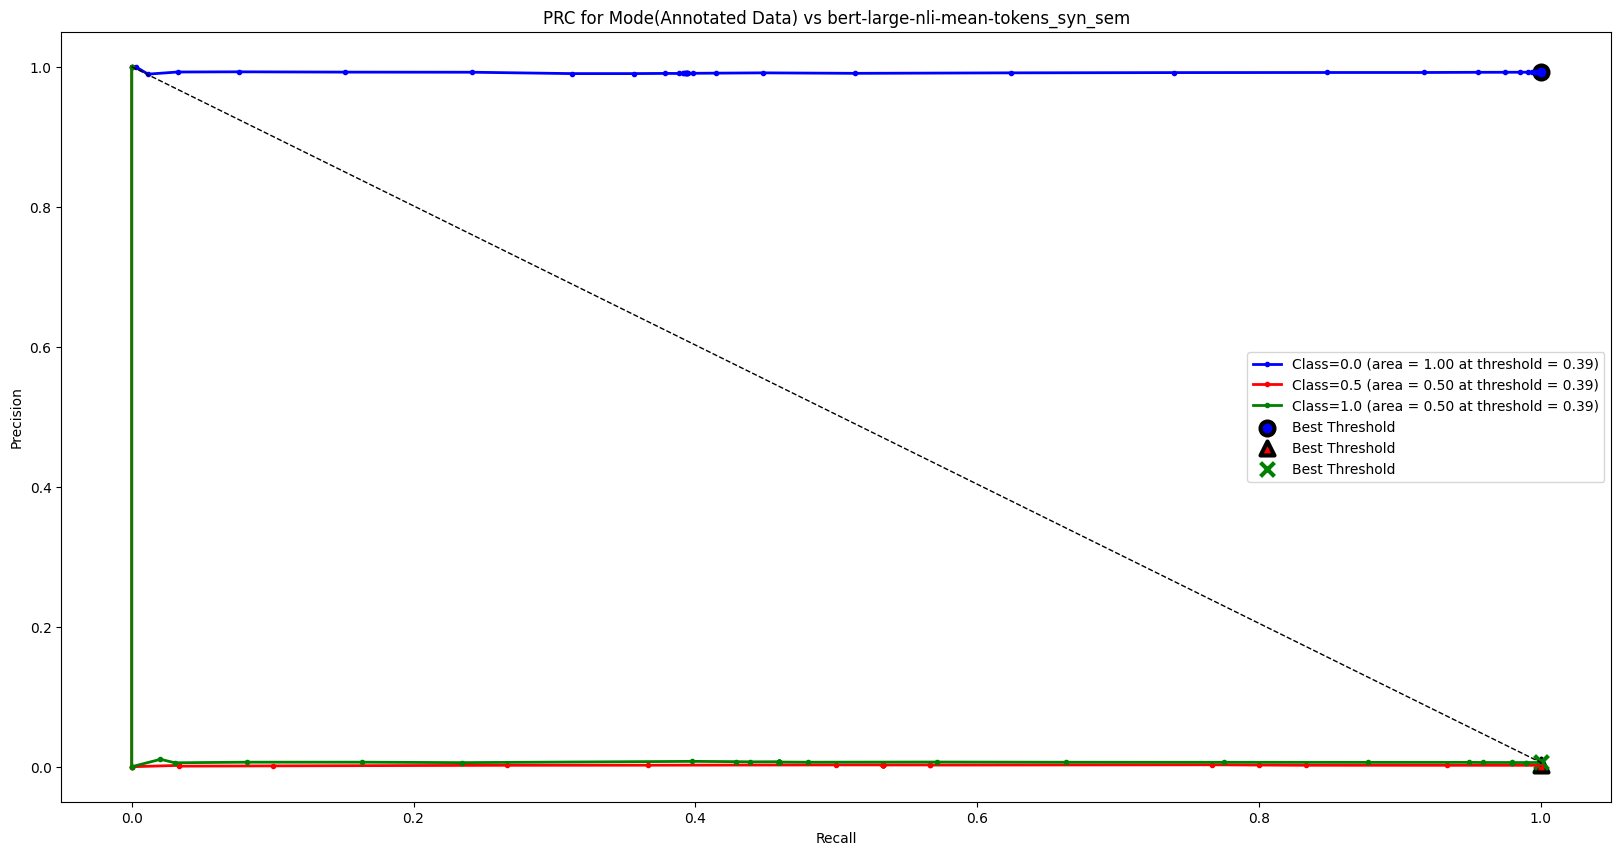 PRC for Mode(Annotated Data) vs bert-large-nli-mean-tokens_syn_sem
1.0
0.8
0.6
0.4
0.2
0.0
Precision
Class=0.0 (area = 1.00 at threshold = 0.39)
Class=0.5 (area = 0.50 at threshold = 0.39)
Class=1.0 (area = 0.50 at threshold = 0.39)
Best Threshold
Best Threshold
Best Threshold
0.0 0.2 0.4 0.6 0.8 1.0
Recall